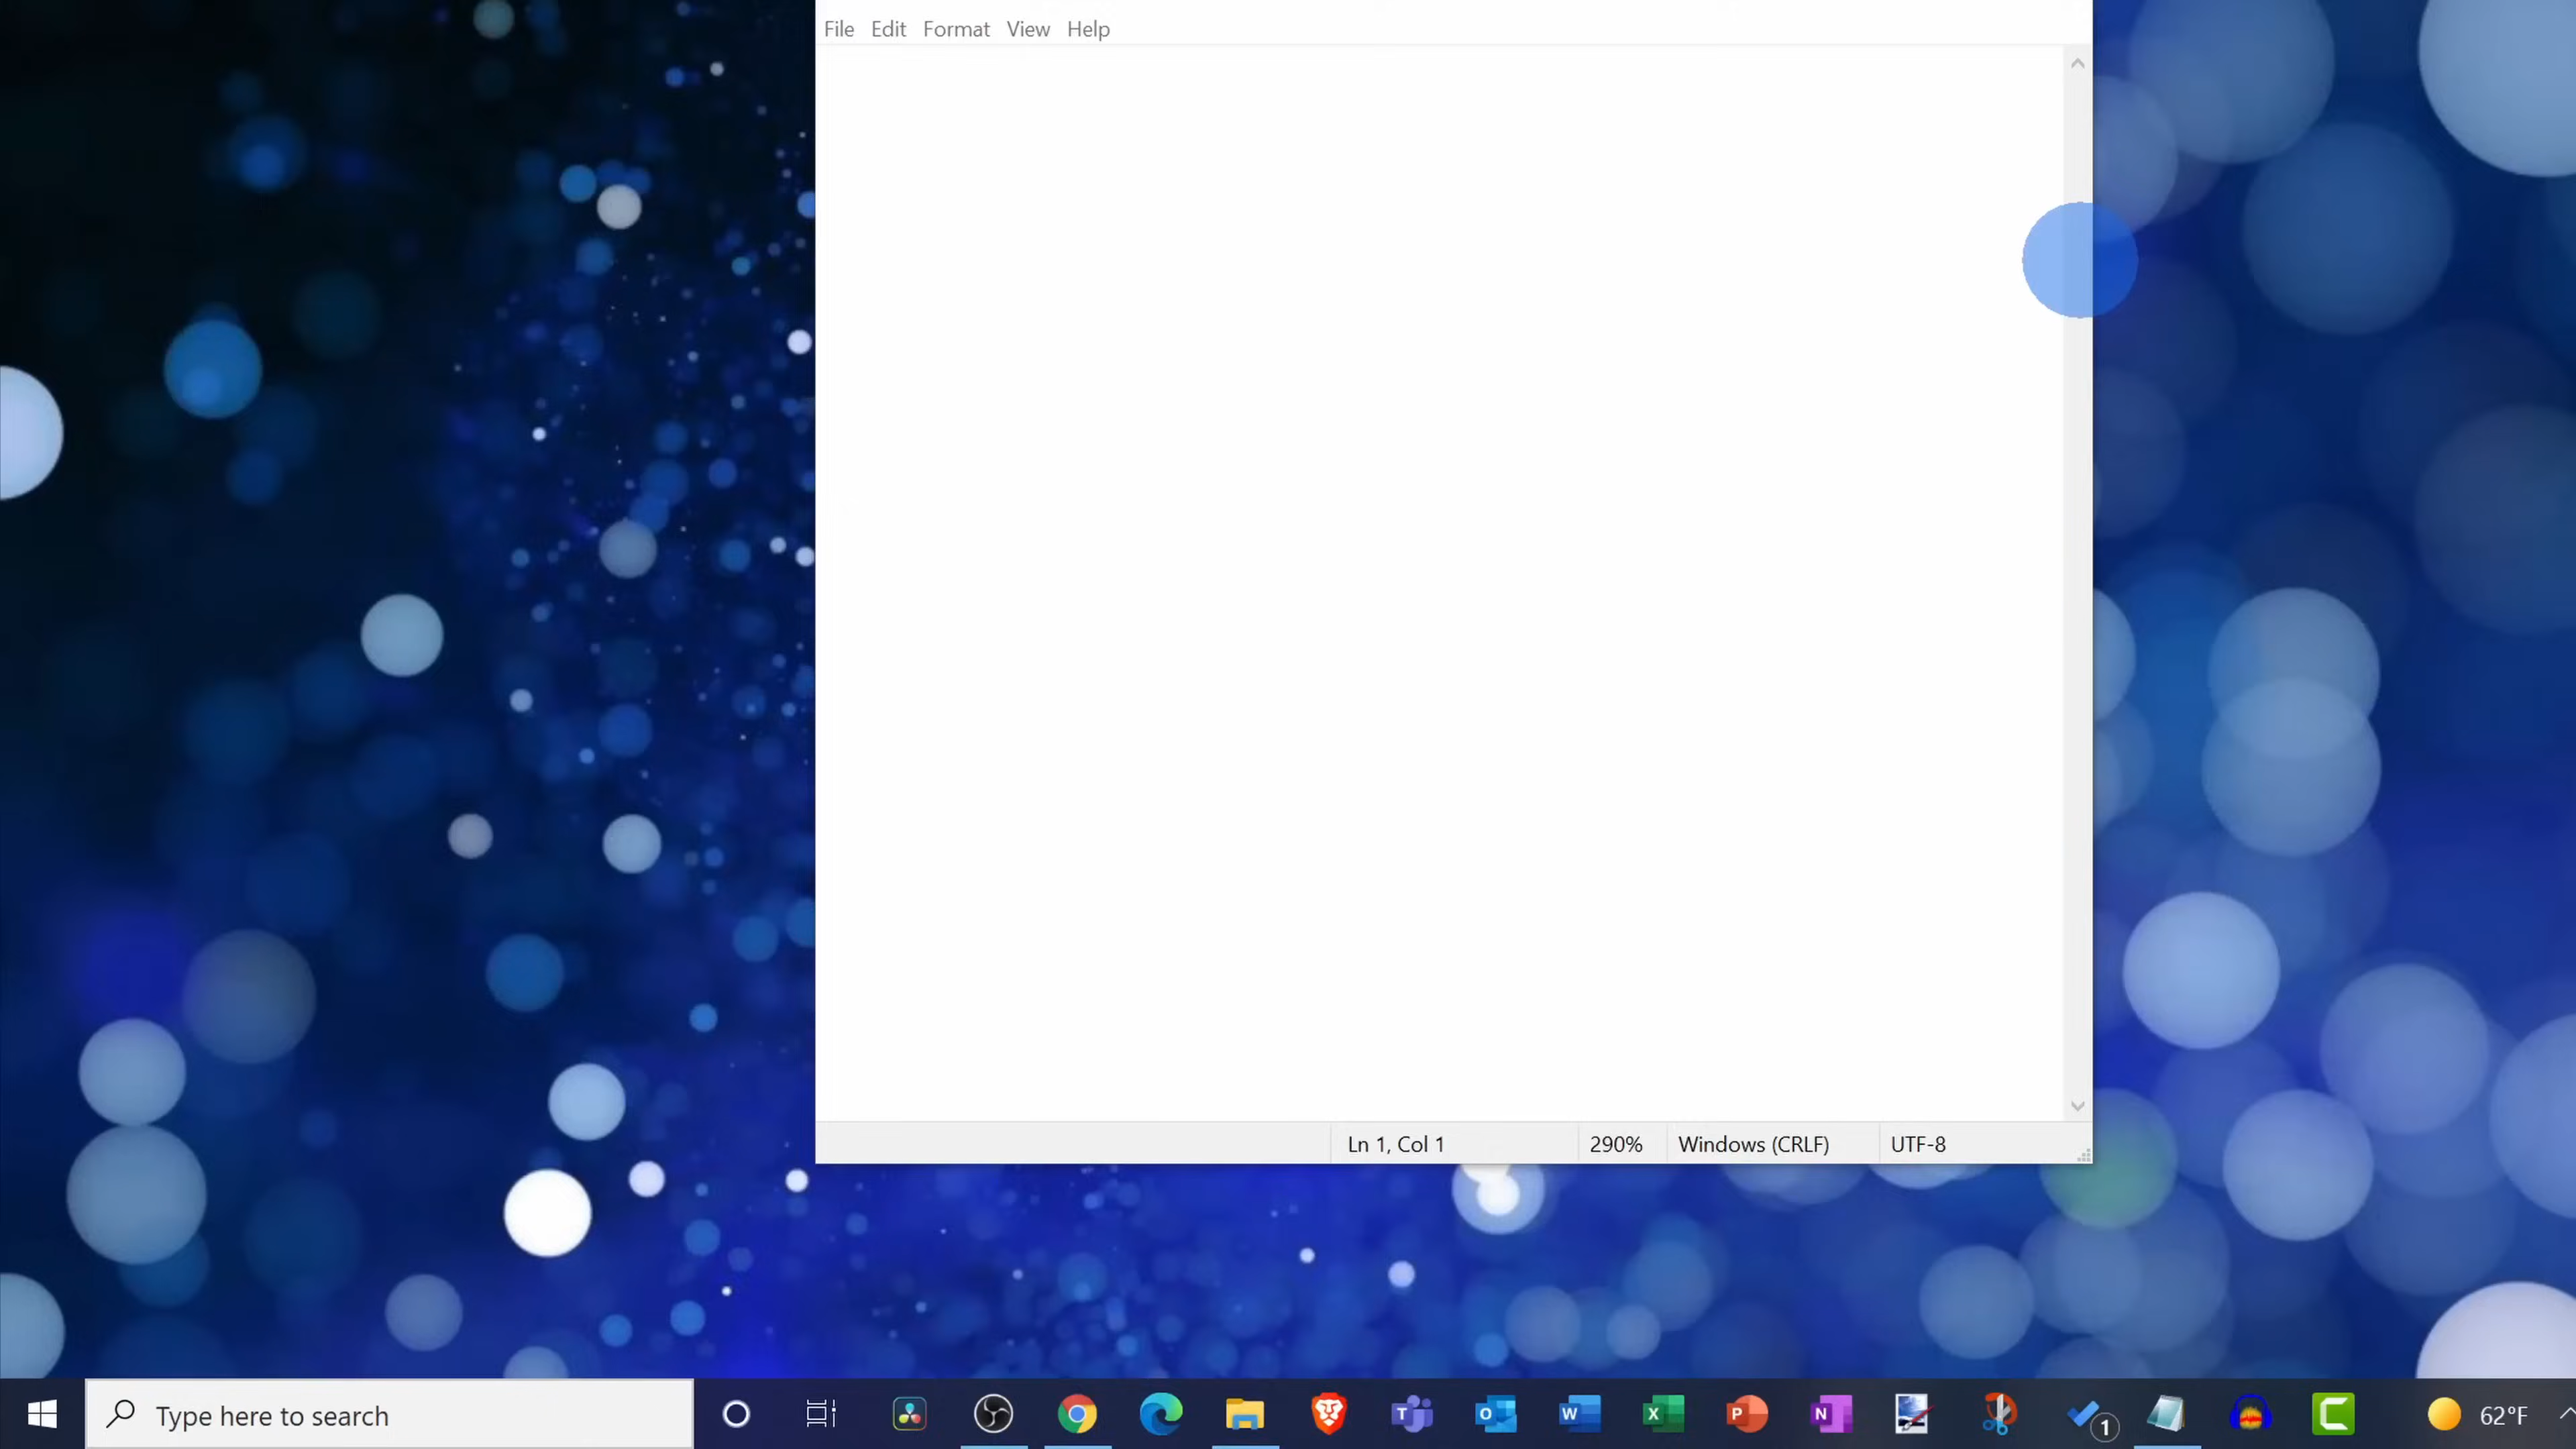 File Edit Format View Help
Ln 1, Col 1 290% Windows (CRLF) UTF-8
Type here to search T O W X P N 1 62°F